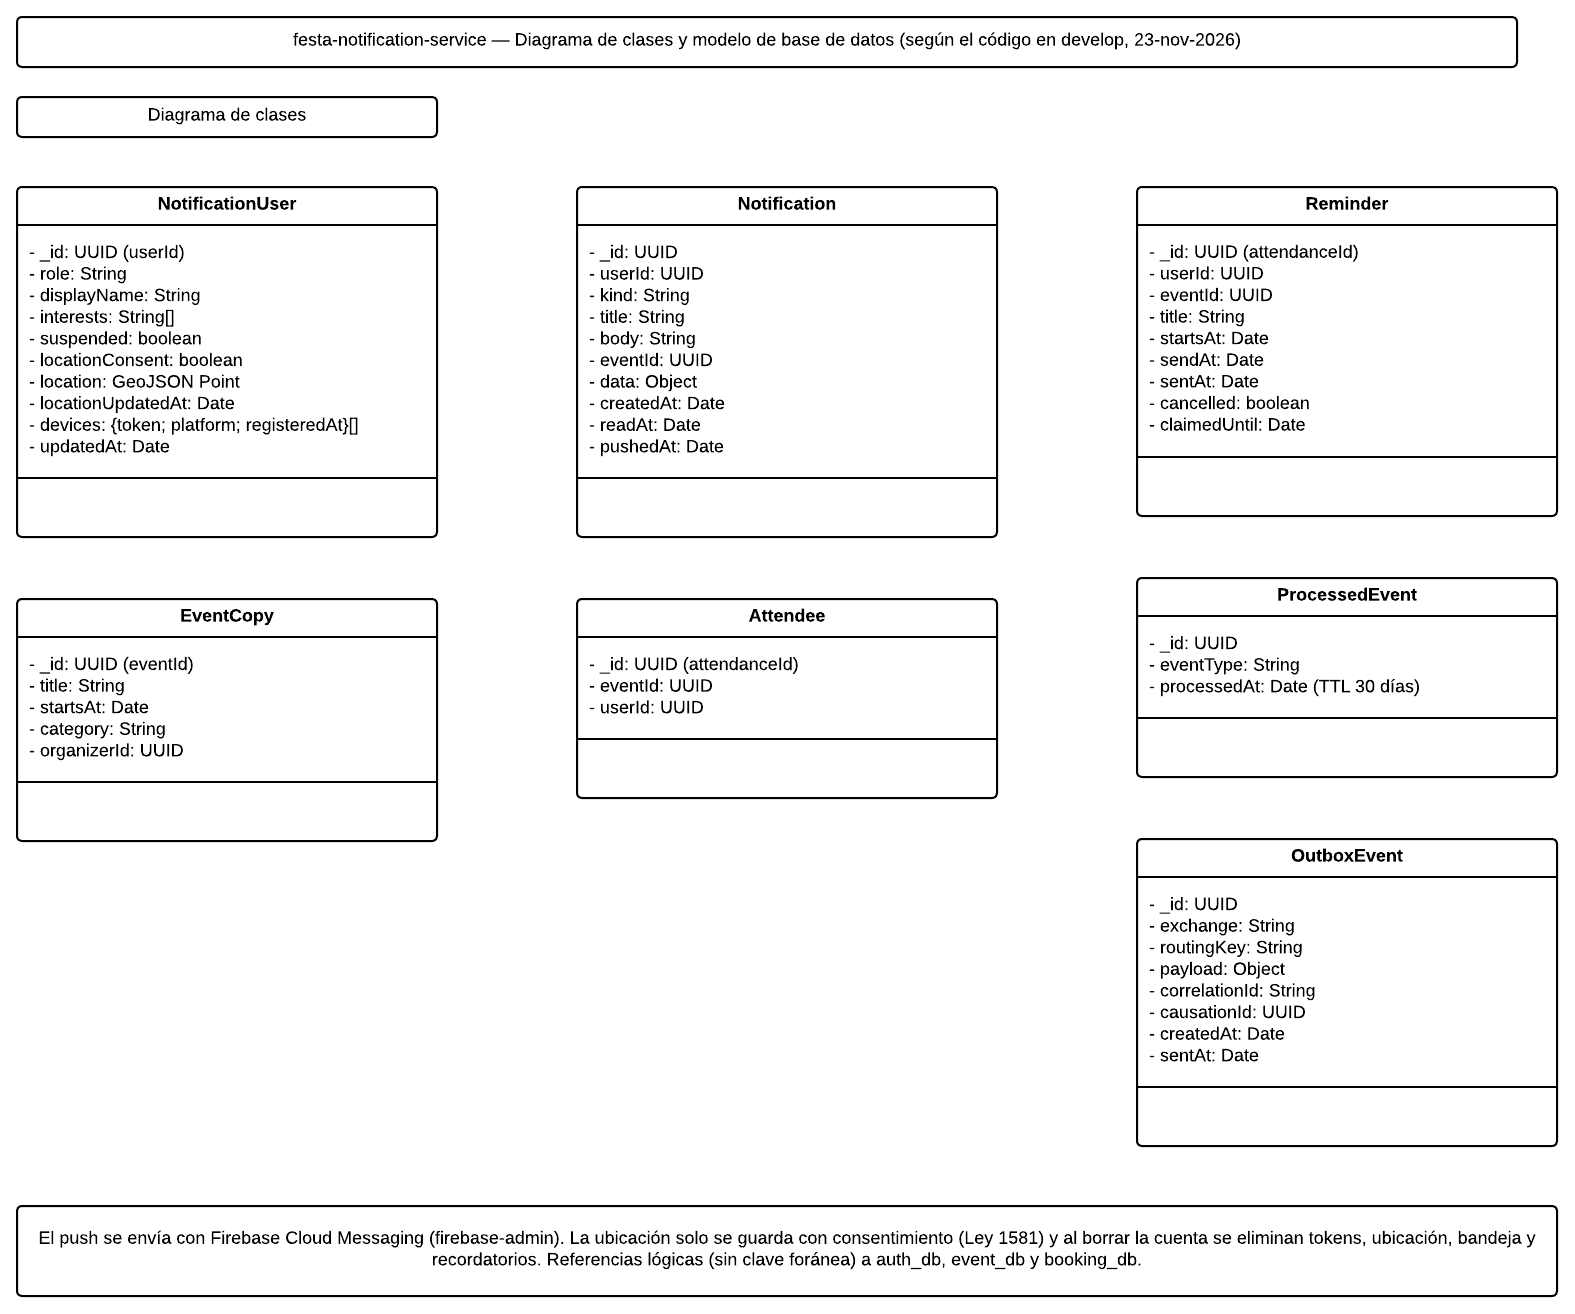 festa-notification-service — Diagrama de clases y modelo de base de datos (según el código en develop, 23-nov-2026)
Diagrama de clases
NotificationUser
- _id: UUID (userId)
- role: String
- displayName: String
- interests: String[]
- suspended: boolean
- locationConsent: boolean
- location: GeoJSON Point
- locationUpdatedAt: Date
- devices: {token; platform; registeredAt}[]
- updatedAt: Date
Notification
- _id: UUID
- userId: UUID
- kind: String
- title: String
- body: String
- eventId: UUID
- data: Object
- createdAt: Date
- readAt: Date
- pushedAt: Date
Reminder
- _id: UUID (attendanceId)
- userId: UUID
- eventId: UUID
- title: String
- startsAt: Date
- sendAt: Date
- sentAt: Date
- cancelled: boolean
- claimedUntil: Date
EventCopy
- _id: UUID (eventId)
- title: String
- startsAt: Date
- category: String
- organizerId: UUID
Attendee
- _id: UUID (attendanceId)
- eventId: UUID
- userId: UUID
ProcessedEvent
- _id: UUID
- eventType: String
- processedAt: Date (TTL 30 días)
OutboxEvent
- _id: UUID
- exchange: String
- routingKey: String
- payload: Object
- correlationId: String
- causationId: UUID
- createdAt: Date
- sentAt: Date
El push se envía con Firebase Cloud Messaging (firebase-admin). La ubicación solo se guarda con consentimiento (Ley 1581) y al borrar la cuenta se eliminan tokens, ubicación, bandeja y
recordatorios. Referencias lógicas (sin clave foránea) a auth_db, event_db y booking_db.